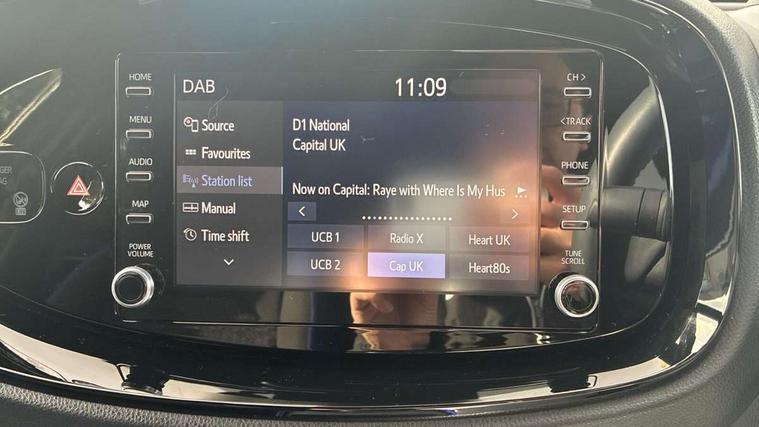 HOME
MENU
AUDIO
MAP
POWER
VOLUME
DAB
11:09
Source
Favourites
Station list
Manual
Time shift
D1 National
Capital UK
Now on Capital: Raye with Where Is My Hus
UCB 1
Radio X
Heart UK
UCB 2
Cap UK
Heart80s
CH >
< TRACK
PHONE
SETUP
TUNE
SCROLL